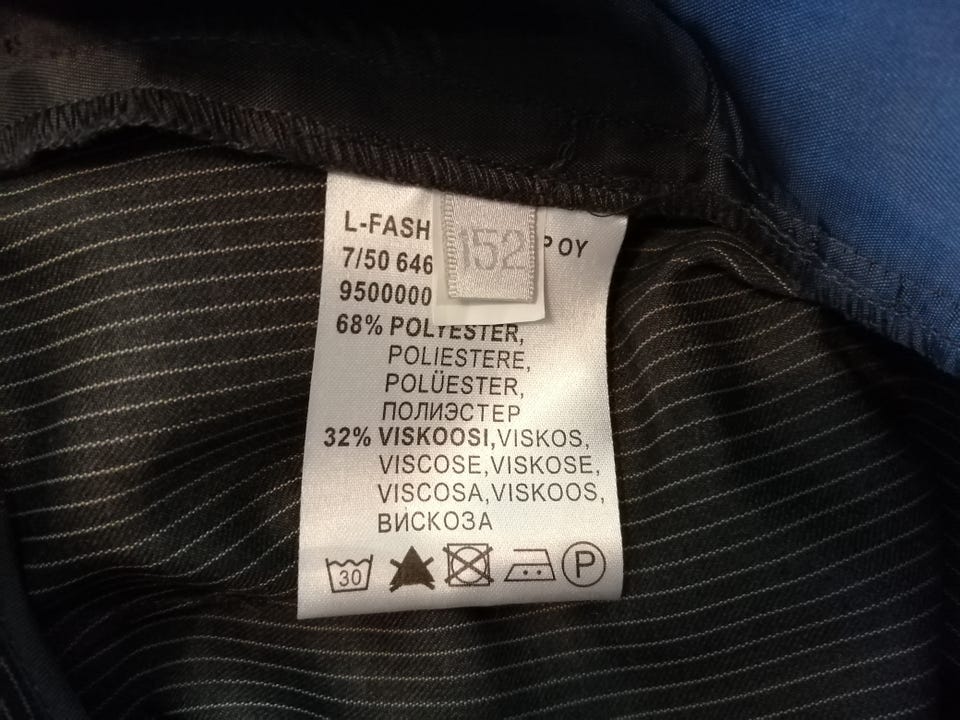 L-FASH P OY
152
7/50 646
9500000
68% POLYESTER,
POLIESTERE,
POLÜESTER,
ПОЛИЭСТЕР
32% VISKOOSI,VISKOS,
VISCOSE,VISKOSE,
VISCOSA,VISKOOS,
ВИСКОЗА
30 P